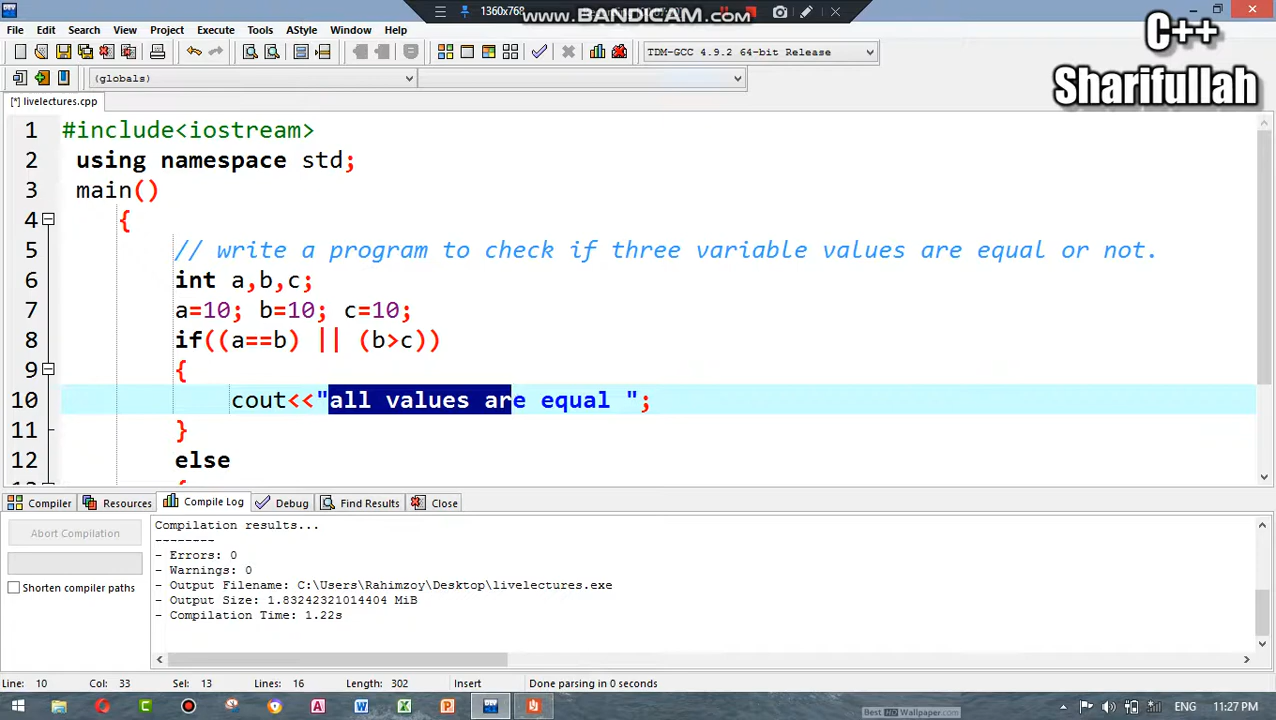 1360x768
www.BANDICAM.com
C++
Sharifullah
File Edit Search View Project Execute Tools AStyle Window Help
TDM-GCC 4.9.2 64-bit Release
(globals)
[*] livelectures.cpp
1 #include<iostream>
2 using namespace std;
3 main()
4 {
5 // write a program to check if three variable values are equal or not.
6 int a,b,c;
7 a=10; b=10; c=10;
8 if((a==b) || (b>c))
9 {
10 cout<<"all values are equal ";
11 }
12 else
{
Compiler Resources Compile Log Debug Find Results Close
Abort Compilation
Shorten compiler paths
Compilation results...
--------
- Errors: 0
- Warnings: 0
- Output Filename: C:\Users\Rahimzoy\Desktop\livelectures.exe
- Output Size: 1.83242321014404 MiB
- Compilation Time: 1.22s
Line: 10 Col: 33 Sel: 13 Lines: 16 Length: 302 Insert Done parsing in 0 seconds
Best HD Wallpaper.com
ENG 11:27 PM